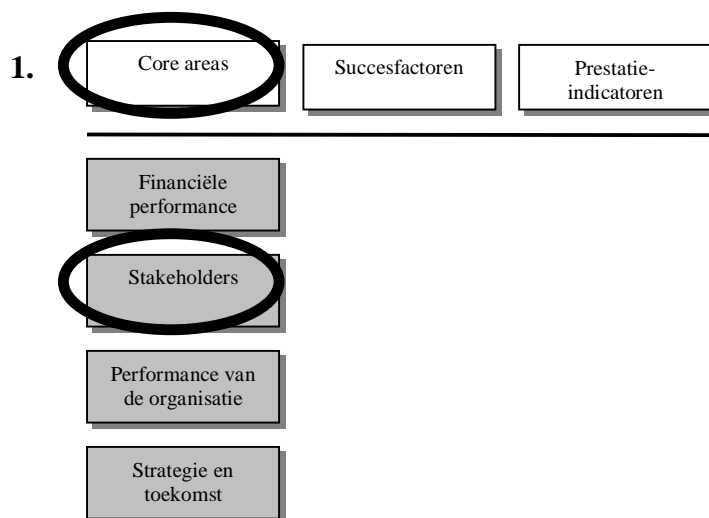 1.
Core areas
Succesfactoren
Prestatie-
indicatoren
Financiële
performance
Stakeholders
Performance van
de organisatie
Strategie en
toekomst